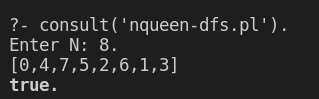 ?- consult('nqueen-dfs.pl').
Enter N: 8.
[0,4,7,5,2,6,1,3]
true.